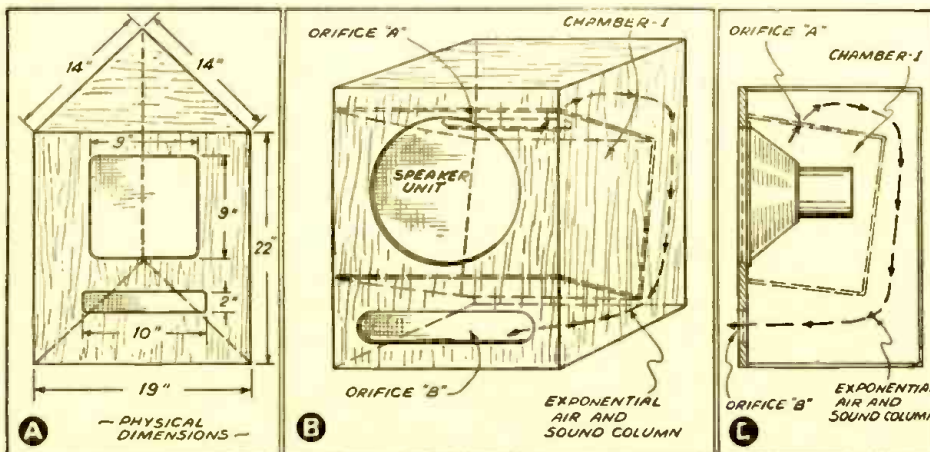 14"
14"
9"
9"
22"
2"
10"
19"
A
— PHYSICAL
DIMENSIONS —
B
ORIFICE "A"
CHAMBER-1
SPEAKER
UNIT
ORIFICE "B"
EXPONENTIAL
AIR AND
SOUND COLUMN
ORIFICE "A"
CHAMBER-1
ORIFICE "B"
EXPONENTIAL
AIR AND
SOUND COLUMN
C